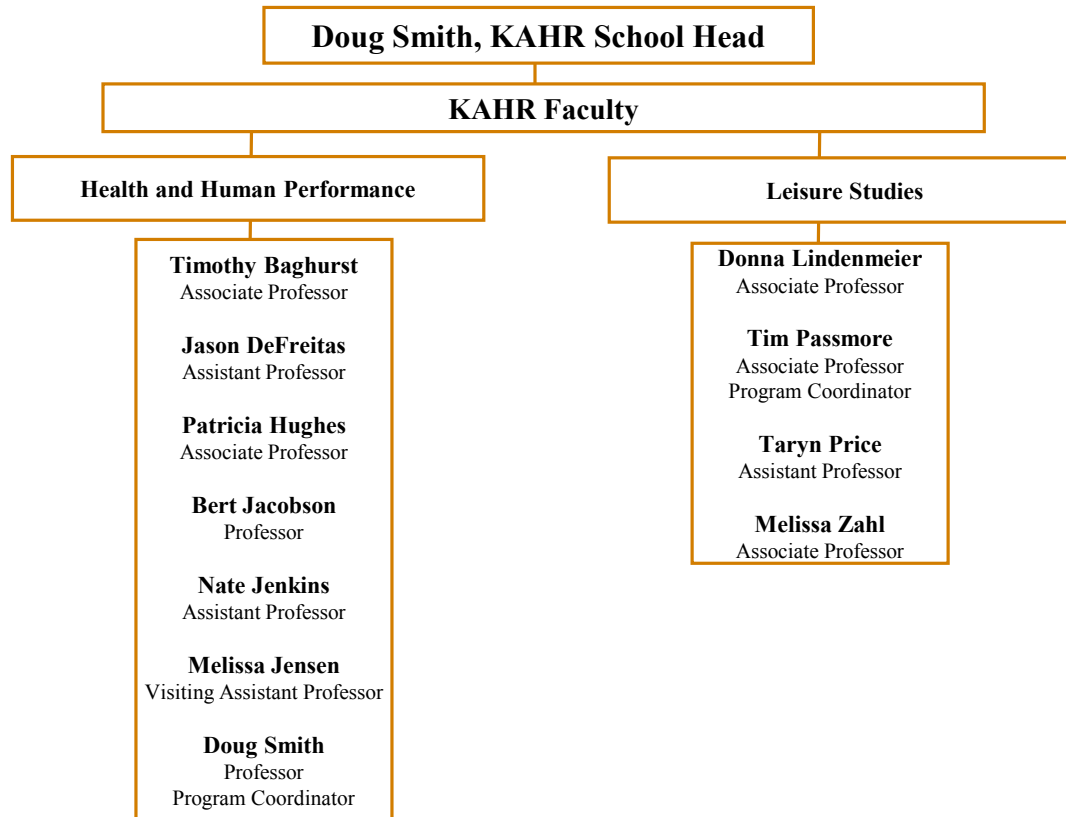 Doug Smith, KAHR School Head
KAHR Faculty
Health and Human Performance
Timothy Baghurst
Associate Professor
Jason DeFreitas
Assistant Professor
Patricia Hughes
Associate Professor
Bert Jacobson
Professor
Nate Jenkins
Assistant Professor
Melissa Jensen
Visiting Assistant Professor
Doug Smith
Professor
Program Coordinator
Leisure Studies
Donna Lindenmeier
Associate Professor
Tim Passmore
Associate Professor
Program Coordinator
Taryn Price
Assistant Professor
Melissa Zahl
Associate Professor